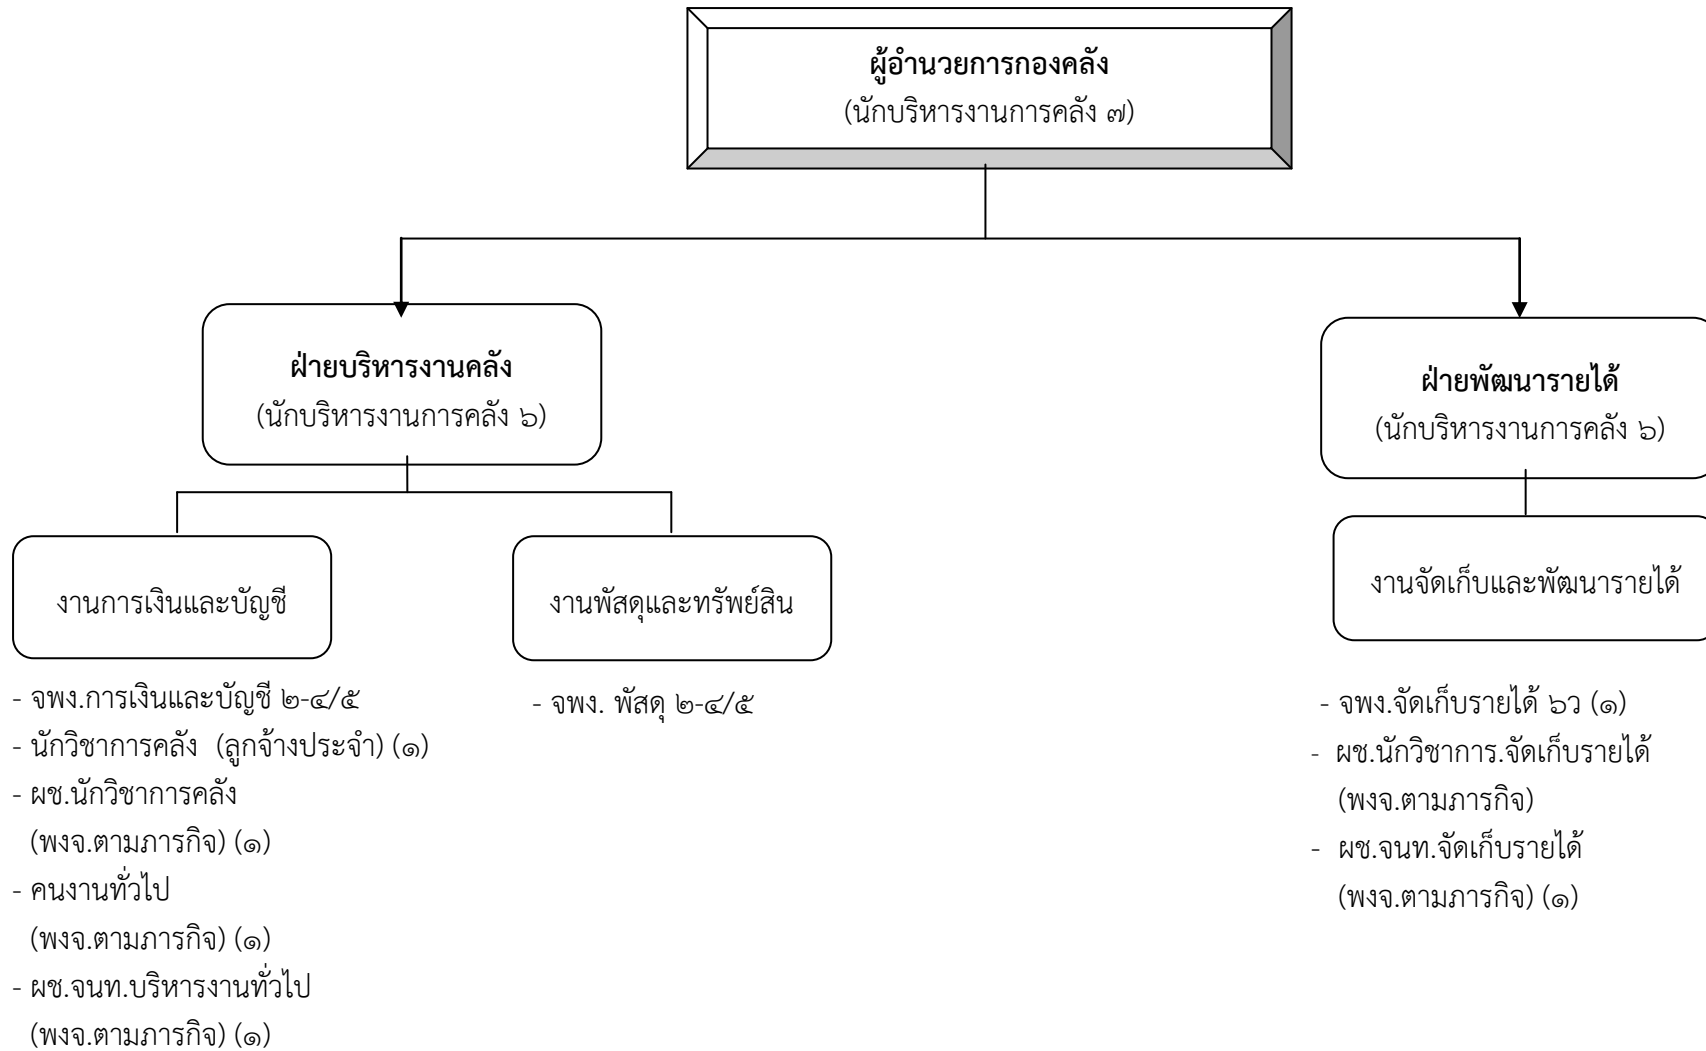 ผู้อำนวยการกองคลัง
(นักบริหารงานการคลัง ๗)
ฝ่ายบริหารงานคลัง
(นักบริหารงานการคลัง ๖)
ฝ่ายพัฒนารายได้
(นักบริหารงานการคลัง ๖)
งานการเงินและบัญชี
งานพัสดุและทรัพย์สิน
งานจัดเก็บและพัฒนารายได้
- จพง.การเงินและบัญชี ๒-๔/๕
- นักวิชาการคลัง (ลูกจ้างประจำ) (๑)
- ผช.นักวิชาการคลัง
(พงจ.ตามภารกิจ) (๑)
- คนงานทั่วไป
(พงจ.ตามภารกิจ) (๑)
- ผช.จนท.บริหารงานทั่วไป
(พงจ.ตามภารกิจ) (๑)
- จพง. พัสดุ ๒-๔/๕
- จพง.จัดเก็บรายได้ ๖ว (๑)
- ผช.นักวิชาการ.จัดเก็บรายได้
(พงจ.ตามภารกิจ)
- ผช.จนท.จัดเก็บรายได้
(พงจ.ตามภารกิจ) (๑)